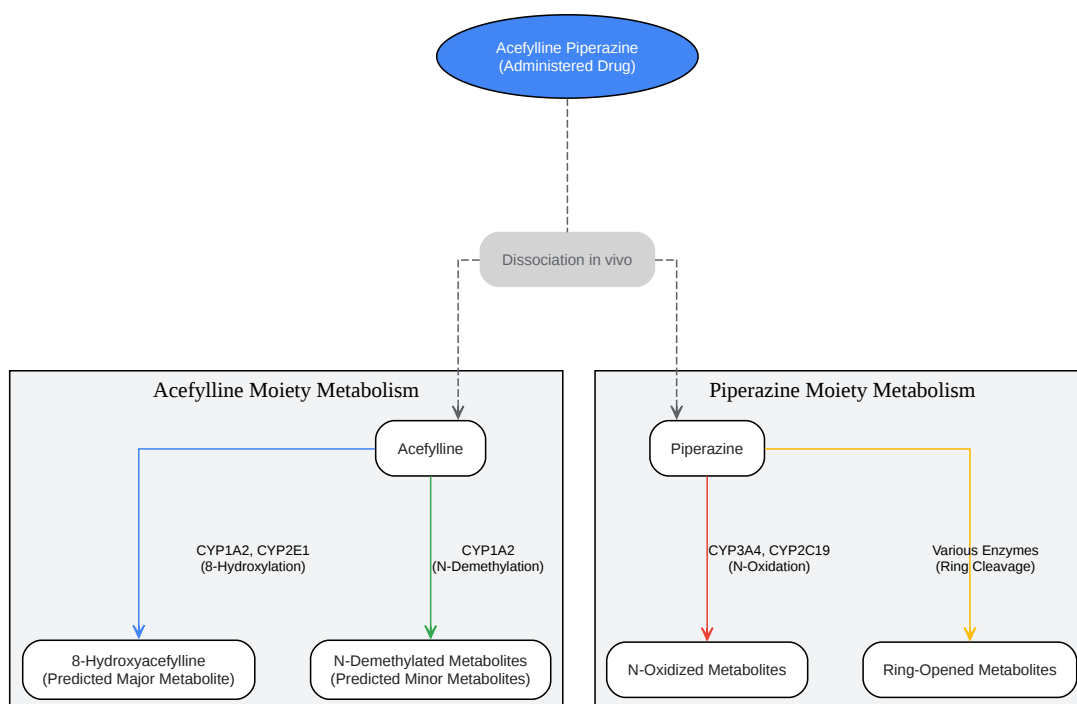 Acefylline Piperazine
(Administered Drug)
Dissociation in vivo
Acefylline Moiety Metabolism
Piperazine Moiety Metabolism
Acefylline
Piperazine
CYP1A2, CYP2E1
(8-Hydroxylation)
CYP1A2
(N-Demethylation)
CYP3A4, CYP2C19
(N-Oxidation)
Various Enzymes
(Ring Cleavage)
8-Hydroxyacefylline
(Predicted Major Metabolite)
N-Demethylated Metabolites
(Predicted Minor Metabolites)
N-Oxidized Metabolites
Ring-Opened Metabolites